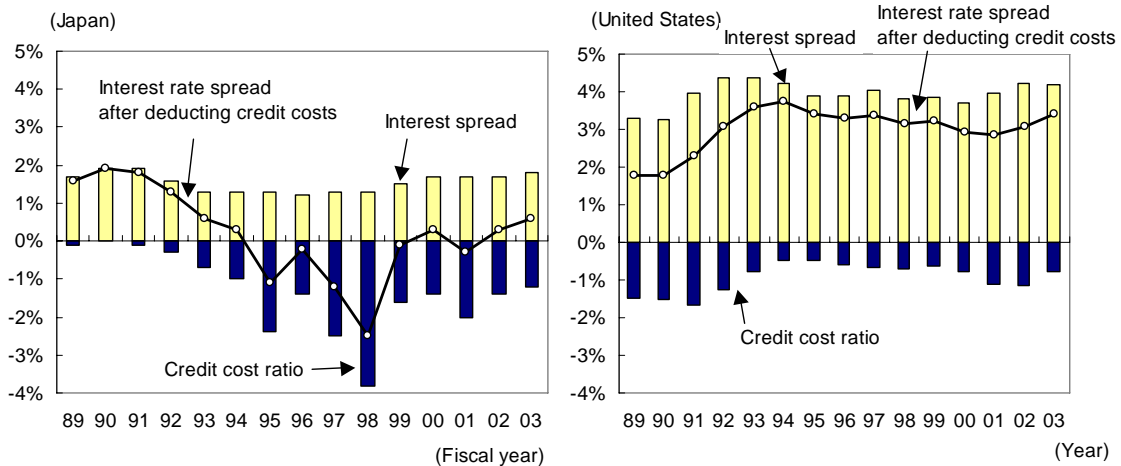 (Japan)
5%
4%
3%
2%
1%
0%
-1%
-2%
-3%
-4%
Interest rate spread
after deducting credit costs
Interest spread
Credit cost ratio
89 90 91 92 93 94 95 96 97 98 99 00 01 02 03
(Fiscal year)
(United States)
5%
4%
3%
2%
1%
0%
-1%
-2%
-3%
-4%
Interest spread
Interest rate spread
after deducting credit costs
Credit cost ratio
89 90 91 92 93 94 95 96 97 98 99 00 01 02 03
(Year)